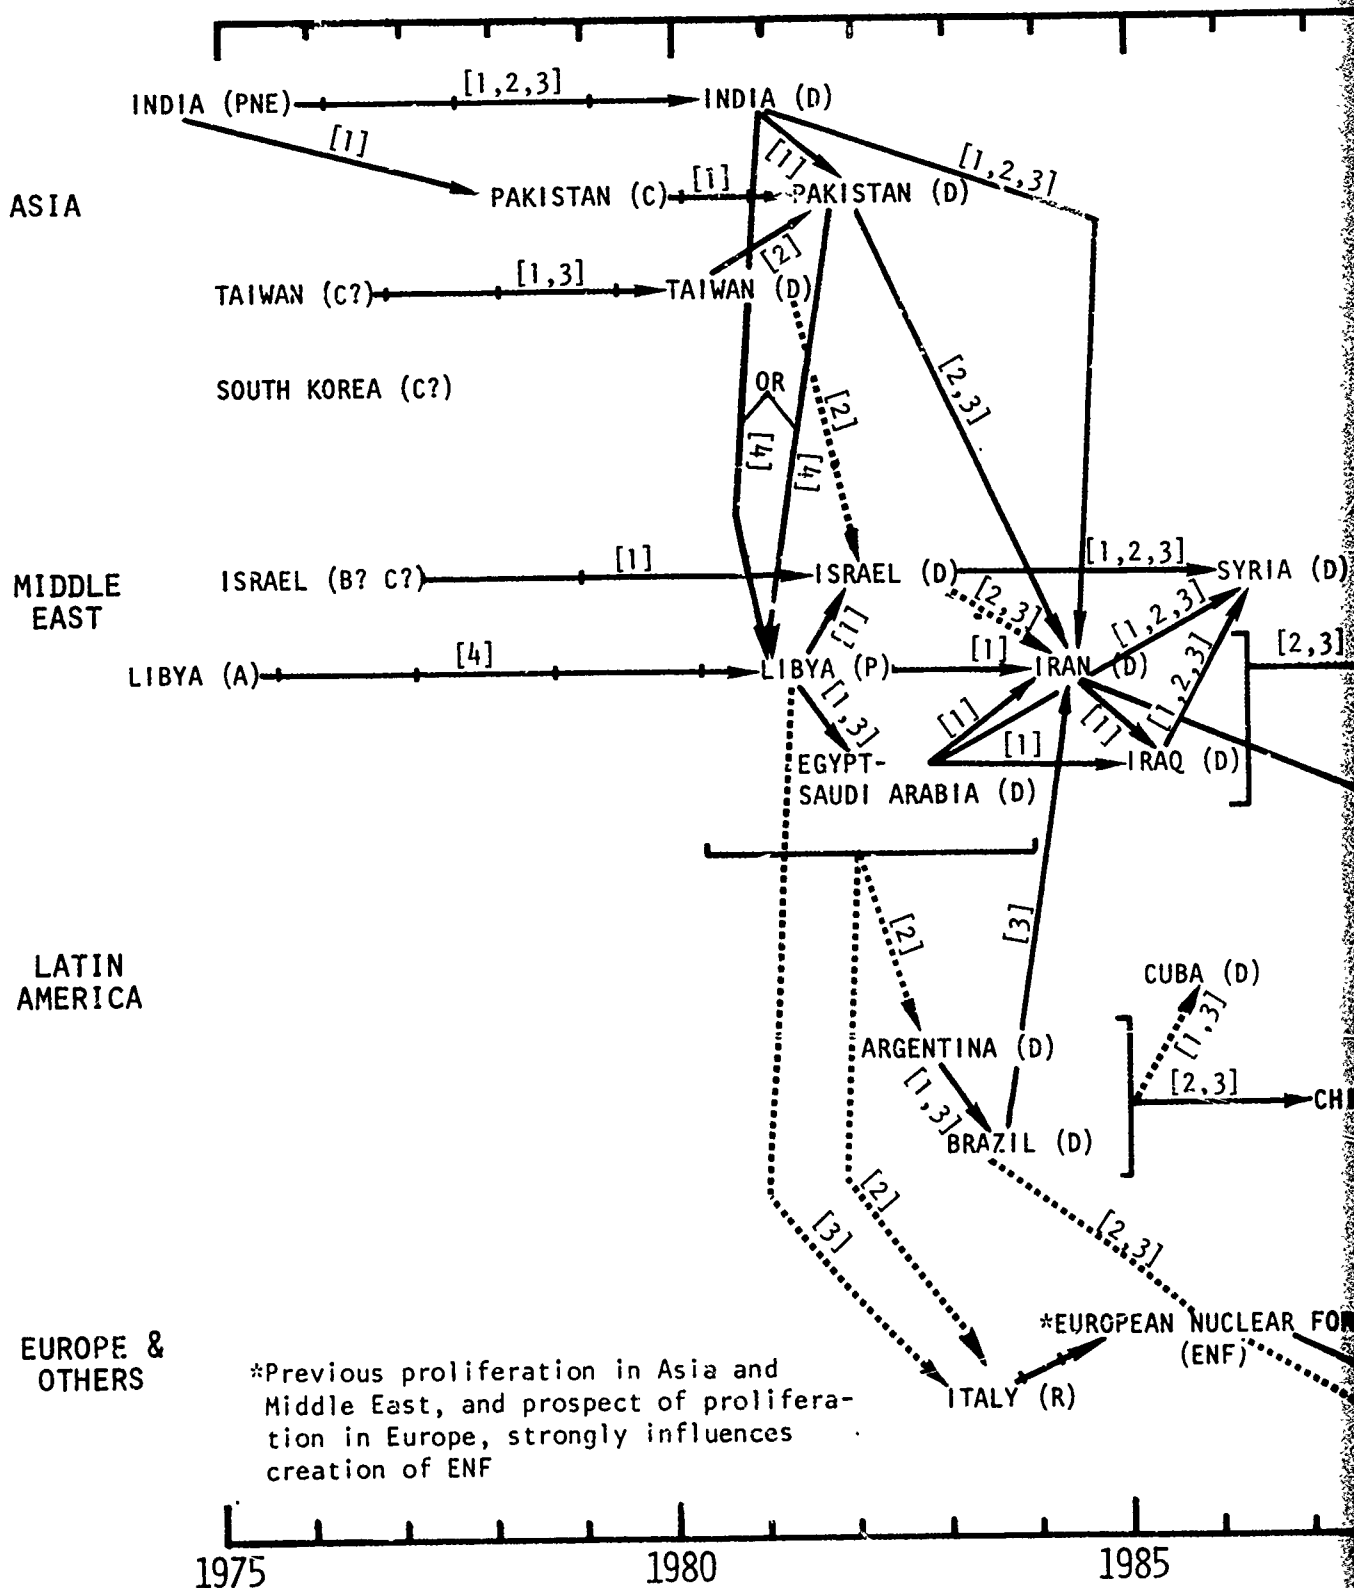 INDIA (PNE)
[1,2,3]
INDIA (D)
[1]
[1]
[1,2,3]
ASIA
PAKISTAN (C)
[1]
PAKISTAN (D)
[2]
TAIWAN (C?)
[1,3]
TAIWAN (D)
SOUTH KOREA (C?)
OR
[2]
[2,3]
[4]
[4]
MIDDLE
EAST
ISRAEL (B? C?)
[1]
ISRAEL (D)
[1,2,3]
SYRIA (D)
[2,3]
[1]
[1,2,3]
LIBYA (A)
[4]
LIBYA (P)
[1]
IRAN (D)
[1,2,3]
[2,3]
[1,3]
[1]
[1]
[1]
EGYPT-
SAUDI ARABIA (D)
IRAQ (D)
[2]
[3]
LATIN
AMERICA
CUBA (D)
[1,3]
ARGENTINA (D)
[1,3]
[2,3]
CHI
BRAZIL (D)
[2]
[3]
[2,3]
EUROPE &
OTHERS
*EUROPEAN NUCLEAR FOR
(ENF)
ITALY (R)
*Previous proliferation in Asia and
Middle East, and prospect of prolifera-
tion in Europe, strongly influences
creation of ENF
1975
1980
1985